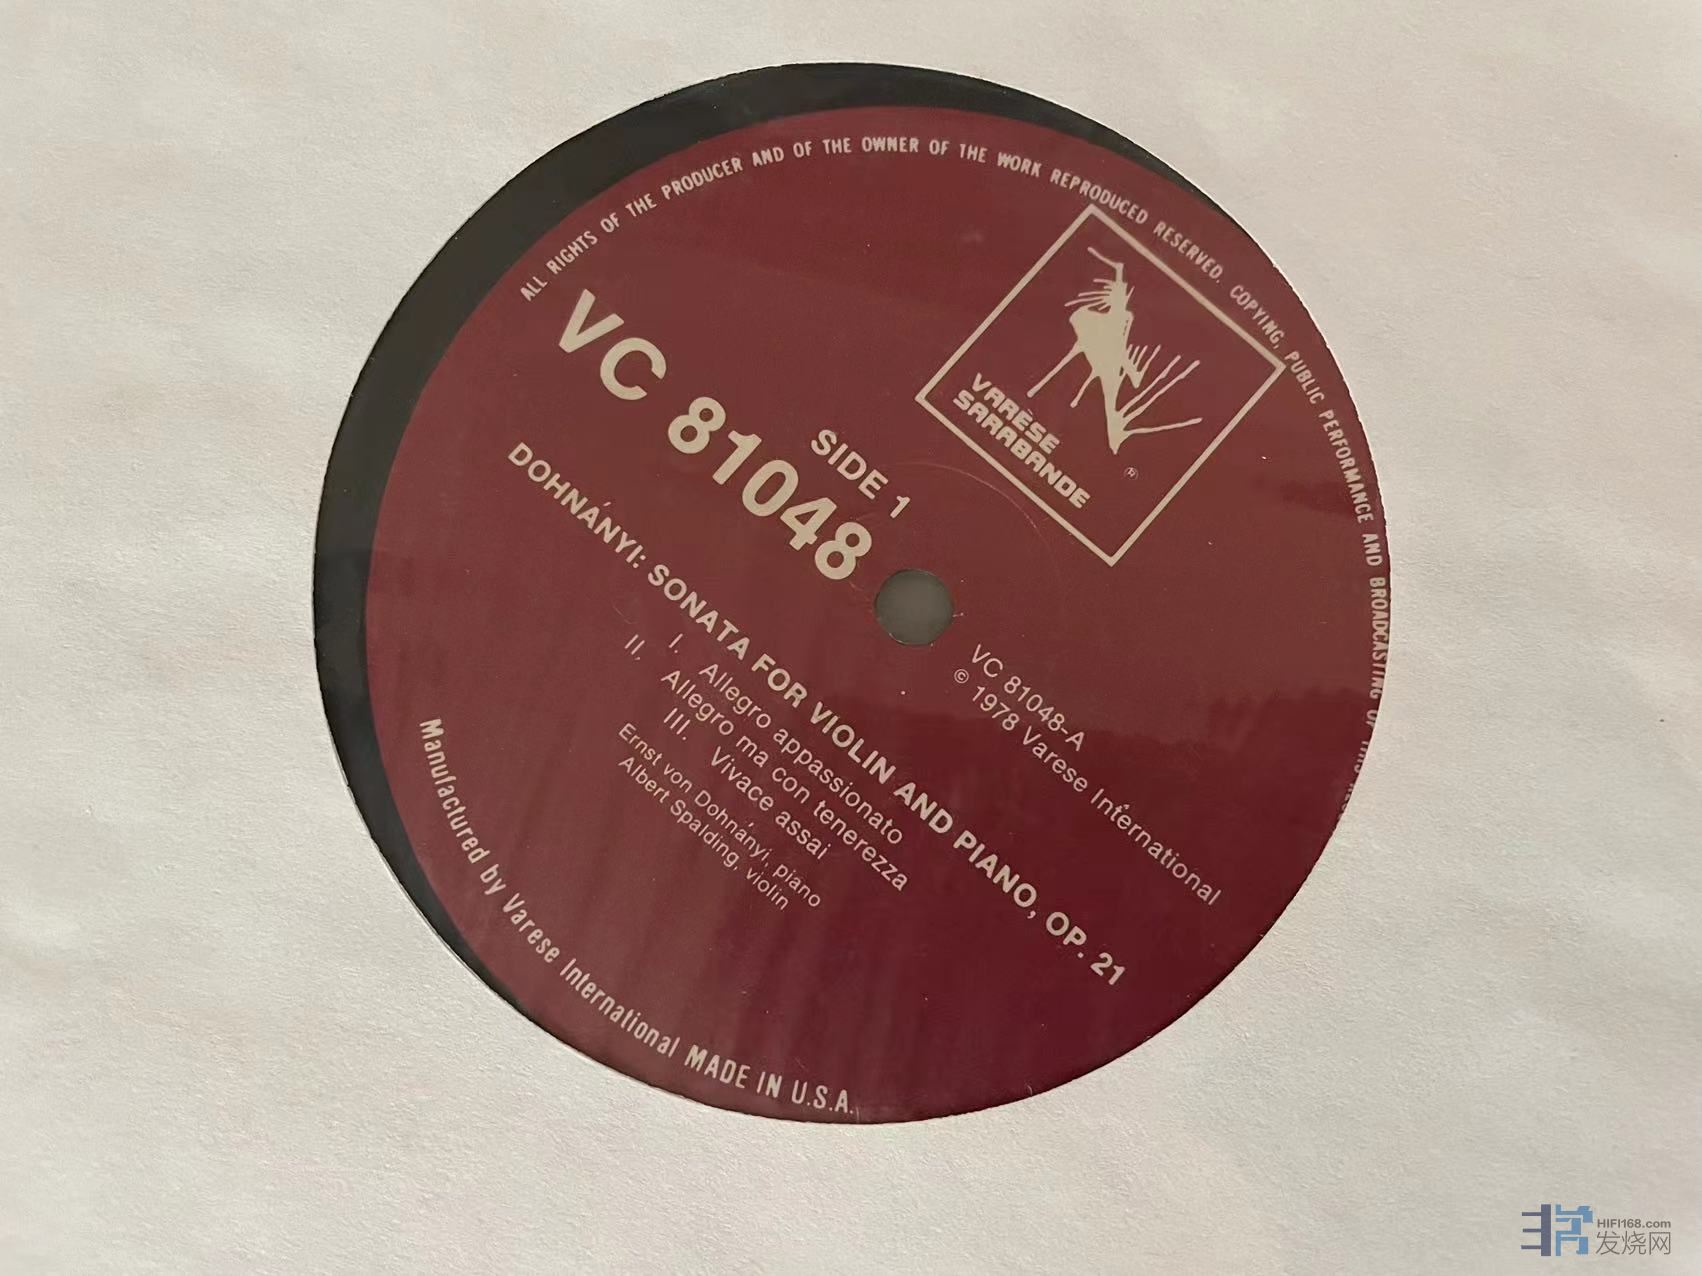 ALL RIGHTS OF THE PRODUCER AND OF THE OWNER OF THE WORK REPRODUCED RESERVED. COPYING, PUBLIC PERFORMANCE AND BROADCASTING OF THIS
VARÈSE
SARABANDE
®
SIDE 1
VC 81048
VC 81048-A
© 1978 Varese International
DOHNÁNYI: SONATA FOR VIOLIN AND PIANO, OP. 21
I. Allegro appassionato
II. Allegro ma con tenerezza
III. Vivace assai
Ernst von Dohnányi, piano
Albert Spalding, violin
Manufactured by Varese International MADE IN U.S.A.
HIFI168.com
发烧网